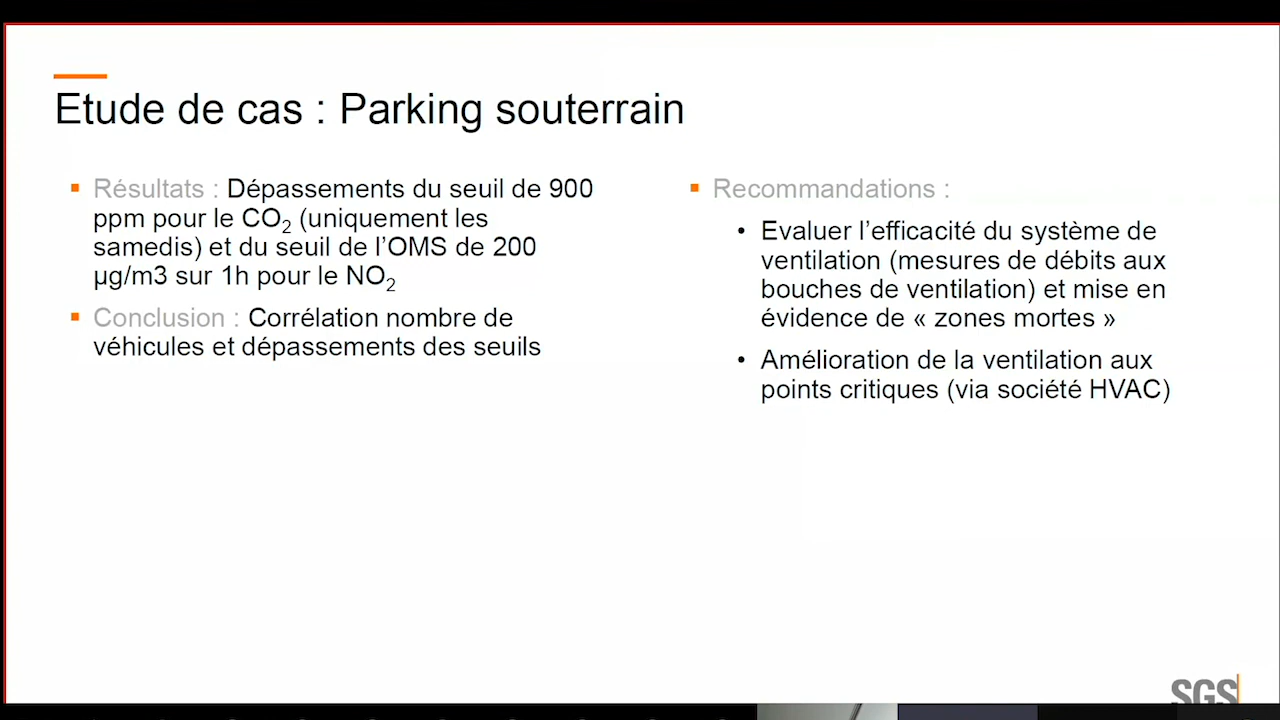 Etude de cas : Parking souterrain
Résultats : Dépassements du seuil de 900
ppm pour le CO2 (uniquement les
samedis) et du seuil de l’OMS de 200
µg/m3 sur 1h pour le NO2
Conclusion : Corrélation nombre de
véhicules et dépassements des seuils
Recommandations :
Evaluer l’efficacité du système de
ventilation (mesures de débits aux
bouches de ventilation) et mise en
évidence de « zones mortes »
Amélioration de la ventilation aux
points critiques (via société HVAC)
SGS